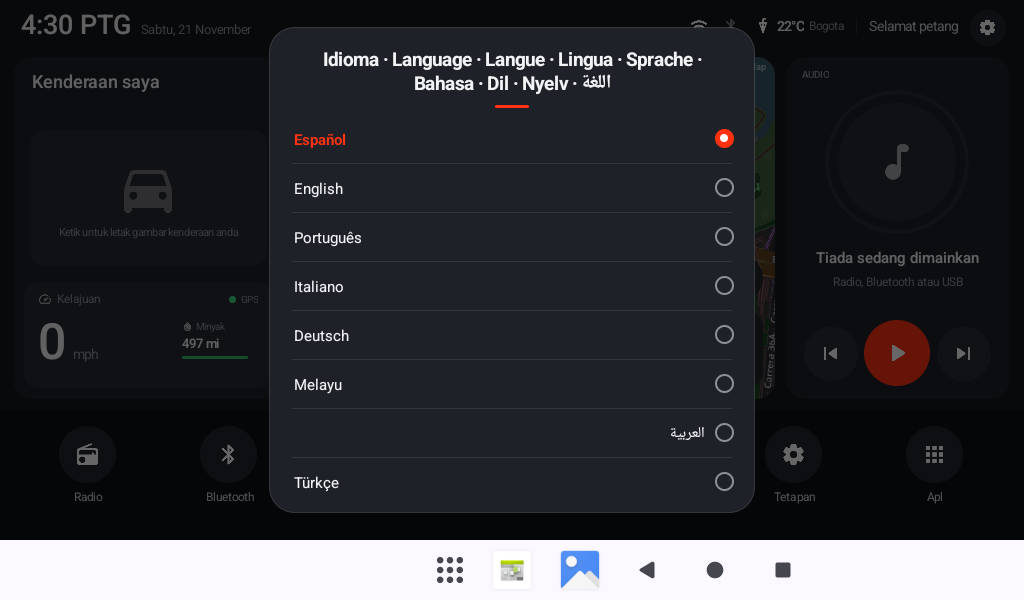 4:30 PTG
Sabtu, 21 November
22°C Bogota
Selamat petang
Kenderaan saya
Ketik untuk letak gambar kenderaan anda
Kelajuan
GPS
0 mph
Minyak
497 mi
Idioma · Language · Langue · Lingua · Sprache ·
Bahasa · Dil · Nyelv · اللغة
Español
English
Português
Italiano
Deutsch
Melayu
العربية
Türkçe
Carrera 36A
AUDIO
Tiada sedang dimainkan
Radio, Bluetooth atau USB
Radio
Bluetooth
Tetapan
Apl